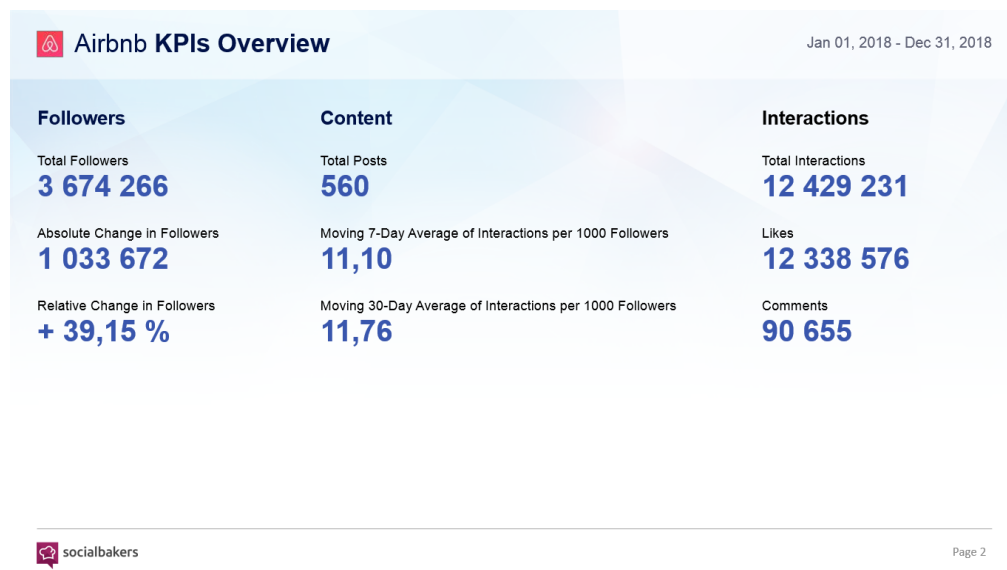 Airbnb KPIs Overview
Jan 01, 2018 - Dec 31, 2018
Followers
Total Followers
3 674 266
Absolute Change in Followers
1 033 672
Relative Change in Followers
+ 39,15 %
Content
Total Posts
560
Moving 7-Day Average of Interactions per 1000 Followers
11,10
Moving 30-Day Average of Interactions per 1000 Followers
11,76
Interactions
Total Interactions
12 429 231
Likes
12 338 576
Comments
90 655
socialbakers
Page 2